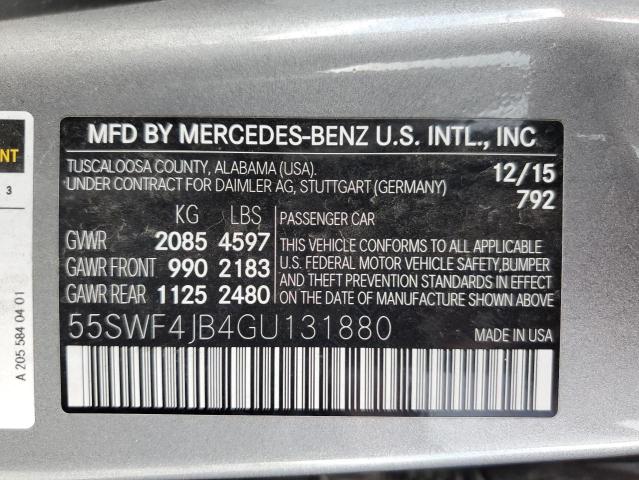 MFD BY MERCEDES-BENZ U.S. INTL., INC
TUSCALOOSA COUNTY, ALABAMA (USA). 12/15
UNDER CONTRACT FOR DAIMLER AG, STUTTGART (GERMANY) 792
KG LBS PASSENGER CAR
GVWR 2085 4597 THIS VEHICLE CONFORMS TO ALL APPLICABLE
GAWR FRONT 990 2183 U.S. FEDERAL MOTOR VEHICLE SAFETY,BUMPER
GAWR REAR 1125 2480 AND THEFT PREVENTION STANDARDS IN EFFECT
ON THE DATE OF MANUFACTURE SHOWN ABOVE.
55SWF4JB4GU131880 MADE IN USA
NT
3
A 205 584 04 01